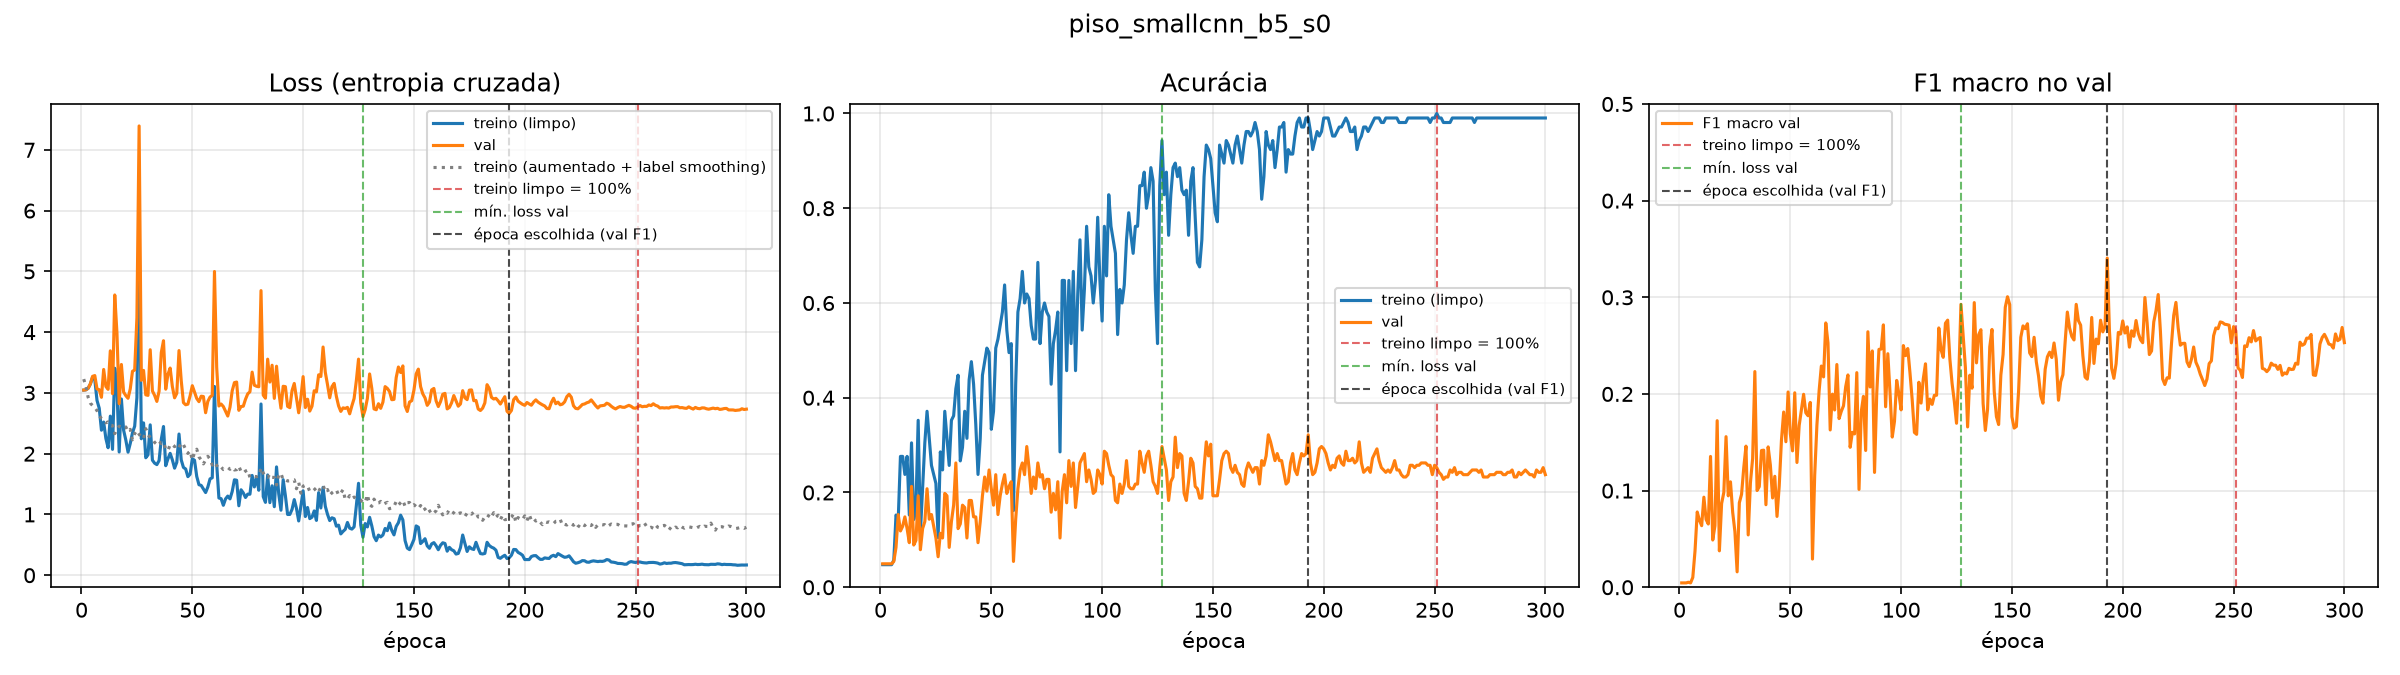 piso_smallcnn_b5_s0
Loss (entropia cruzada)
7
6
5
4
3
2
1
0
treino (limpo)
val
treino (aumentado + label smoothing)
treino limpo = 100%
mín. loss val
época escolhida (val F1)
0 50 100 150 200 250 300
época
Acurácia
1.0
0.8
0.6
0.4
0.2
0.0
treino (limpo)
val
treino limpo = 100%
mín. loss val
época escolhida (val F1)
0 50 100 150 200 250 300
época
F1 macro no val
0.5
0.4
0.3
0.2
0.1
0.0
F1 macro val
treino limpo = 100%
mín. loss val
época escolhida (val F1)
0 50 100 150 200 250 300
época